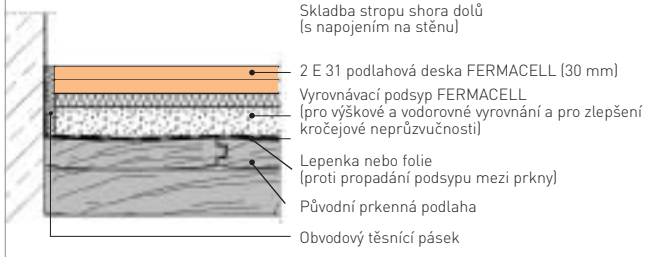 Skladba stropu shora dolů
(s napojením na stěnu)
2 E 31 podlahová deska FERMACELL (30 mm)
Vyrovnávací podsyp FERMACELL
(pro výškové a vodorovné vyrovnání a pro zlepšení
kročejové neprůzvučnosti)
Lepenka nebo folie
(proti propadání podsypu mezi prkny)
Původní prkenná podlaha
Obvodový těsnící pásek